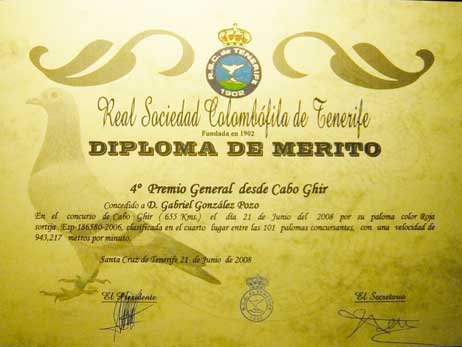 R.S.C. de TENERIFE
1902
Real Sociedad Colombófila de Tenerife
Fundada en 1902
DIPLOMA DE MERITO
4º Premio General desde Cabo Ghir
Concedido a D. Gabriel González Pozo
En el concurso de Cabo Ghir ( 655 Kms.) el día 21 de Junio del 2008 por su paloma color Roja
sortija Esp-186580-2006, clasificada en el cuarto lugar entre las 101 palomas concursantes, con una velocidad de
943,217 metros por minuto.
Santa Cruz de Tenerife 21 de Junio de 2008
El Presidente
El Secretario